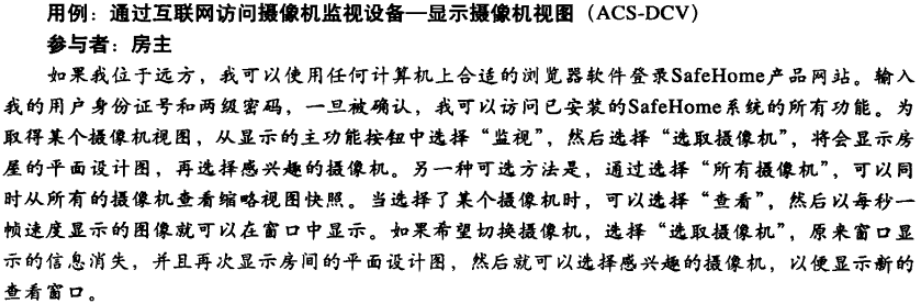 用例：通过互联网访问摄像机监视设备—显示摄像机视图（ACS-DCV）
参与者：房主
如果我位于远方，我可以使用任何计算机上合适的浏览器软件登录SafeHome产品网站。输入
我的用户身份证号和两级密码，一旦被确认，我可以访问已安装的SafeHome系统的所有功能。为
取得某个摄像机视图，从显示的主功能按钮中选择“监视”，然后选择“选取摄像机”，将会显示房
屋的平面设计图，再选择感兴趣的摄像机。另一种可选方法是，通过选择“所有摄像机”，可以同
时从所有的摄像机查看缩略视图快照。当选择了某个摄像机时，可以选择“查看”，然后以每秒一
帧速度显示的图像就可以在窗口中显示。如果希望切换摄像机，选择“选取摄像机”，原来窗口显
示的信息消失，并且再次显示房间的平面设计图，然后就可以选择感兴趣的摄像机，以便显示新的
查看窗口。